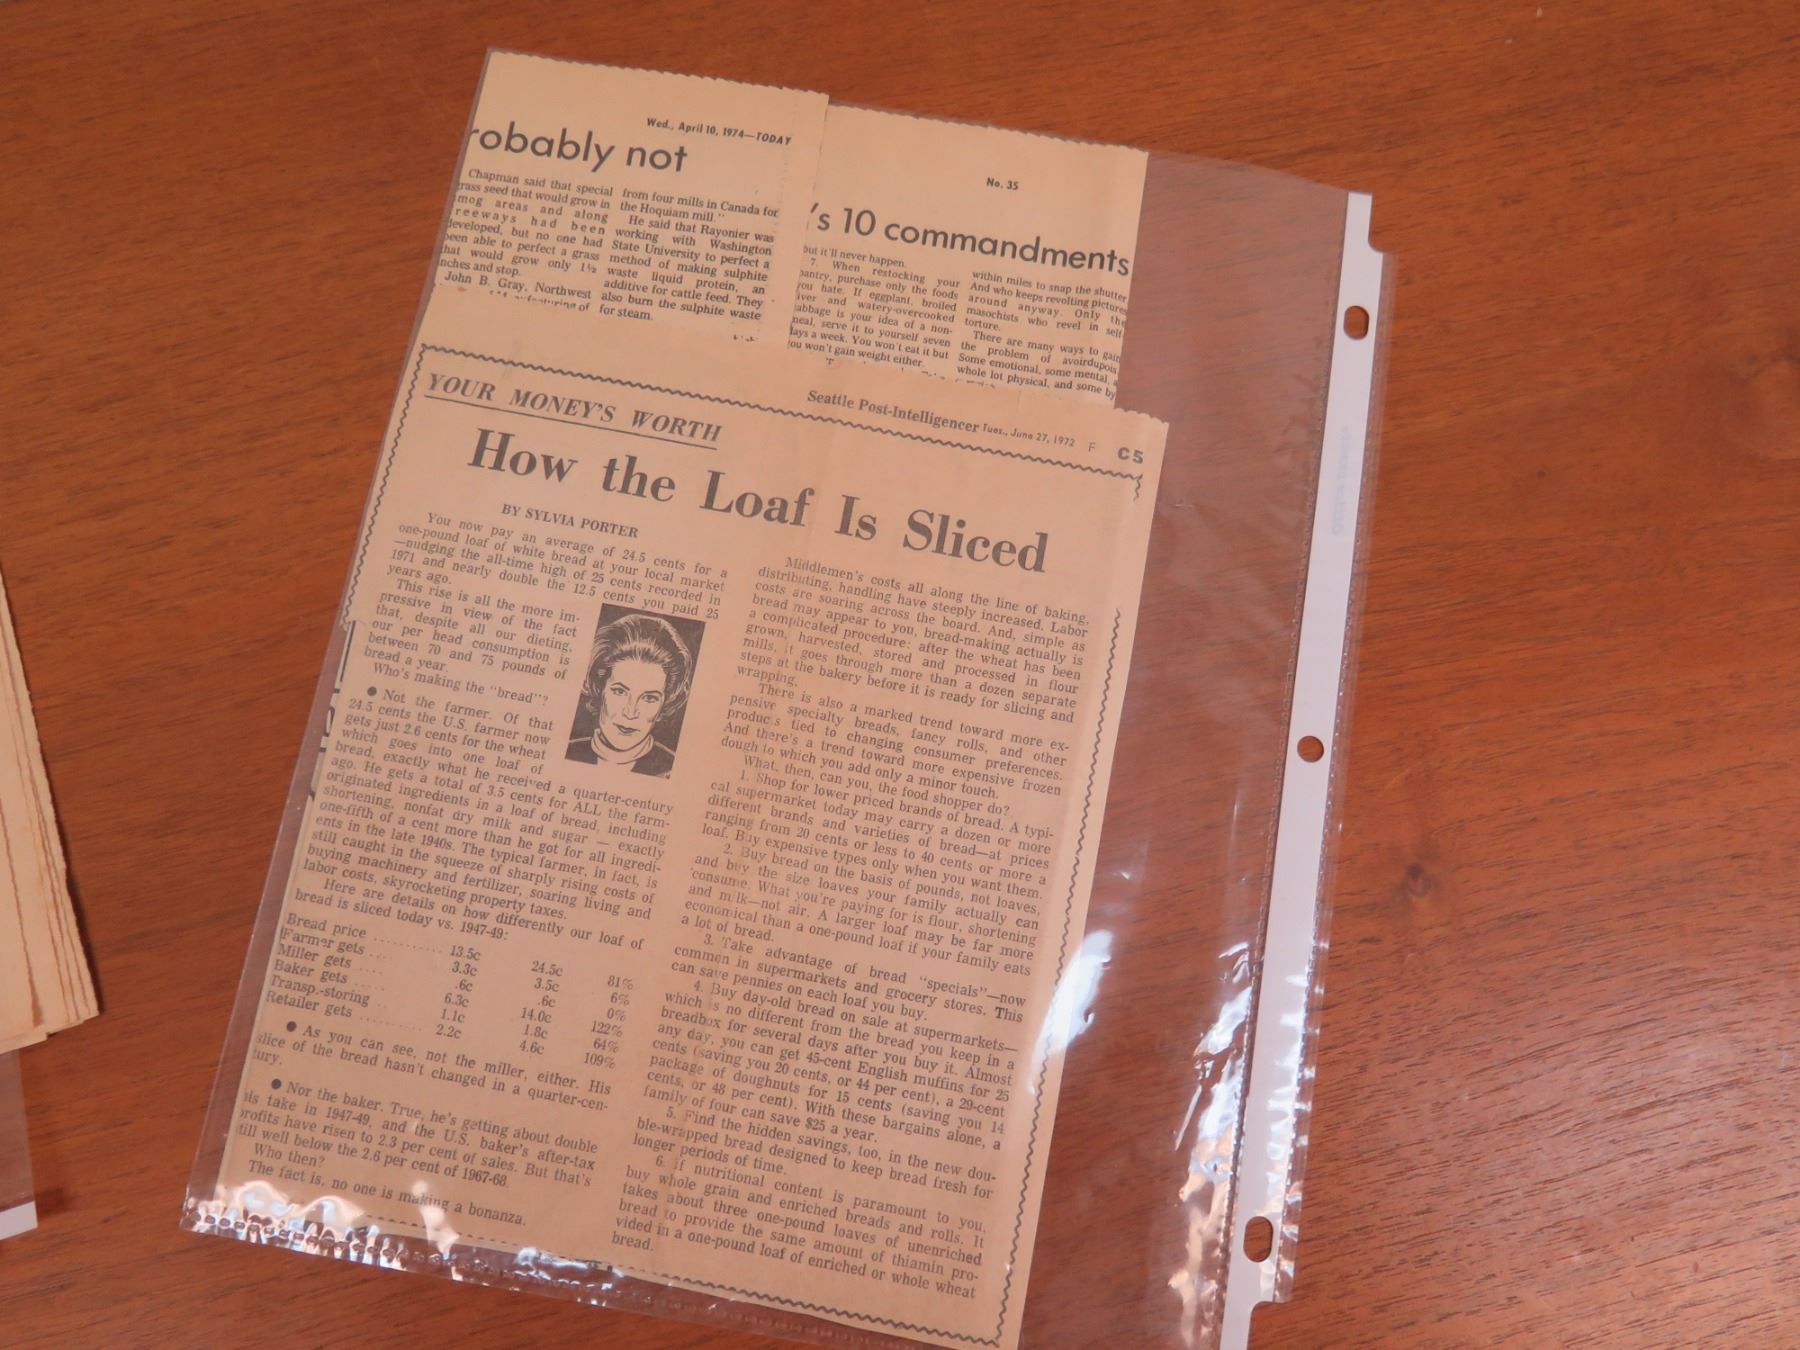 Wed., April 10, 1974—TODAY
robably not
Chapman said that special
rass seed that would grow in
mog areas and along
reeways had been
eveloped, but no one had
een able to perfect a grass
hat would grow only 1½
nches and stop.
John B. Gray, Northwest
from four mills in Canada for
the Hoquiam mill."
He said that Rayonier was
working with Washington
State University to perfect a
method of making sulphite
waste liquid protein, an
additive for cattle feed. They
also burn the sulphite waste
for steam.
No. 35
's 10 commandments
but it'll never happen.
7. When restocking your
pantry, purchase only the foods
you hate. If eggplant, broiled
iver and watery-overcooked
abbage is your idea of a non-
meal, serve it to yourself seven
days a week. You won't eat it but
you won't gain weight either.
within miles to snap the shutter
And who keeps revolting pictures
around anyway. Only the
masochists who revel in self-
torture.
There are many ways to gain
the problem of avoirdupois.
Some emotional, some mental, a
whole lot physical, and some by
Seattle Post-Intelligencer Tues., June 27, 1972 F C5
YOUR MONEY'S WORTH
How the Loaf Is Sliced
BY SYLVIA PORTER
You now pay an average of 24.5 cents for a
one-pound loaf of white bread at your local market
—nudging the all-time high of 25 cents recorded in
1971 and nearly double the 12.5 cents you paid 25
years ago.
This rise is all the more im-
pressive in view of the fact
that, despite all our dieting,
our per head consumption is
between 70 and 75 pounds of
bread a year.
Who's making the "bread"?
● Not the farmer. Of that
24.5 cents the U.S. farmer now
gets just 2.6 cents for the wheat
which goes into one loaf of
bread, exactly what he received a quarter-century
ago. He gets a total of 3.5 cents for ALL the farm-
originated ingredients in a loaf of bread, including
shortening, nonfat dry milk and sugar — exactly
one-fifth of a cent more than he got for all ingredi-
ents in the late 1940s. The typical farmer, in fact, is
still caught in the squeeze of sharply rising costs of
buying machinery and fertilizer, soaring living and
labor costs, skyrocketing property taxes.
Here are details on how differently our loaf of
bread is sliced today vs. 1947-49:
Bread price .......... 13.5c 24.5c 81%
Farmer gets ... 3.3c 3.5c 6%
Miller gets .... .6c .6c 0%
Baker gets ..... 6.3c 14.0c 122%
Transp.-storing ... 1.1c 1.8c 64%
Retailer gets ......... 2.2c 4.6c 109%
● As you can see, not the miller, either. His
slice of the bread hasn't changed in a quarter-cen-
tury.
● Nor the baker. True, he's getting about double
his take in 1947-49, and the U.S. baker's after-tax
profits have risen to 2.3 per cent of sales. But that's
till well below the 2.6 per cent of 1967-68.
Who then?
The fact is, no one is making a bonanza.
Middlemen's costs all along the line of baking,
distributing, handling have steeply increased. Labor
costs are soaring across the board. And, simple as
bread may appear to you, bread-making actually is
a complicated procedure: after the wheat has been
grown, harvested, stored and processed in flour
mills, it goes through more than a dozen separate
steps at the bakery before it is ready for slicing and
wrapping.
There is also a marked trend toward more ex-
pensive specialty breads, fancy rolls, and other
products tied to changing consumer preferences.
And there's a trend toward more expensive frozen
dough to which you add only a minor touch.
What, then, can you, the food shopper do?
1. Shop for lower priced brands of bread. A typi-
cal supermarket today may carry a dozen or more
different brands and varieties of bread—at prices
ranging from 20 cents or less to 40 cents or more a
loaf. Buy expensive types only when you want them.
2. Buy bread on the basis of pounds, not loaves,
and buy the size loaves your family actually can
consume. What you're paying for is flour, shortening
and milk—not air. A larger loaf may be far more
economical than a one-pound loaf if your family eats
a lot of bread.
3. Take advantage of bread "specials"—now
common in supermarkets and grocery stores. This
can save pennies on each loaf you buy.
4. Buy day-old bread on sale at supermarkets—
which is no different from the bread you keep in a
breadbox for several days after you buy it. Almost
any day, you can get 45-cent English muffins for 25
cents (saving you 20 cents, or 44 per cent), a 29-cent
package of doughnuts for 15 cents (saving you 14
cents, or 48 per cent). With these bargains alone, a
family of four can save $25 a year.
5. Find the hidden savings, too, in the new dou-
ble-wrapped bread designed to keep bread fresh for
longer periods of time.
6. If nutritional content is paramount to you,
buy whole grain and enriched breads and rolls. It
takes about three one-pound loaves of unenriched
bread to provide the same amount of thiamin pro-
vided in a one-pound loaf of enriched or whole wheat
bread.